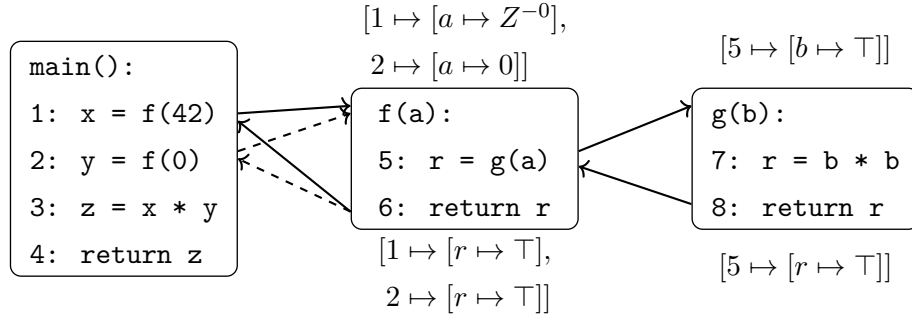 [1 ↦ [a ↦ Z⁻⁰],
2 ↦ [a ↦ 0]]
[5 ↦ [b ↦ ⊤]]
main():
1: x = f(42)
2: y = f(0)
3: z = x * y
4: return z
f(a):
5: r = g(a)
6: return r
g(b):
7: r = b * b
8: return r
[1 ↦ [r ↦ ⊤],
2 ↦ [r ↦ ⊤]]
[5 ↦ [r ↦ ⊤]]